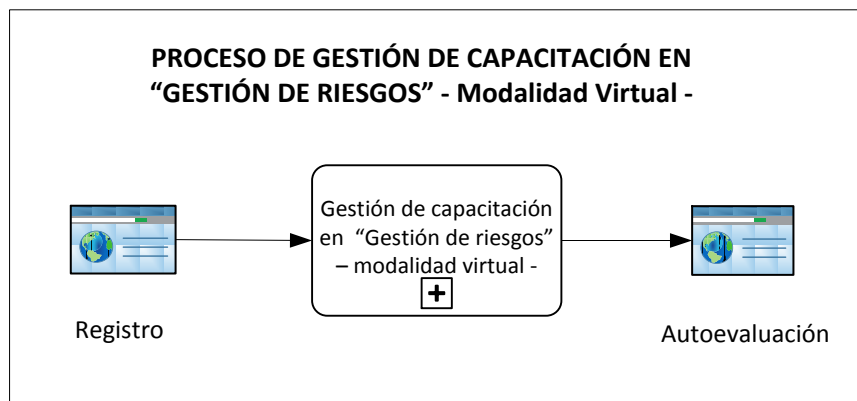 PROCESO DE GESTIÓN DE CAPACITACIÓN EN
“GESTIÓN DE RIESGOS” - Modalidad Virtual -
Gestión de capacitación
en “Gestión de riesgos”
– modalidad virtual -
Registro
Autoevaluación